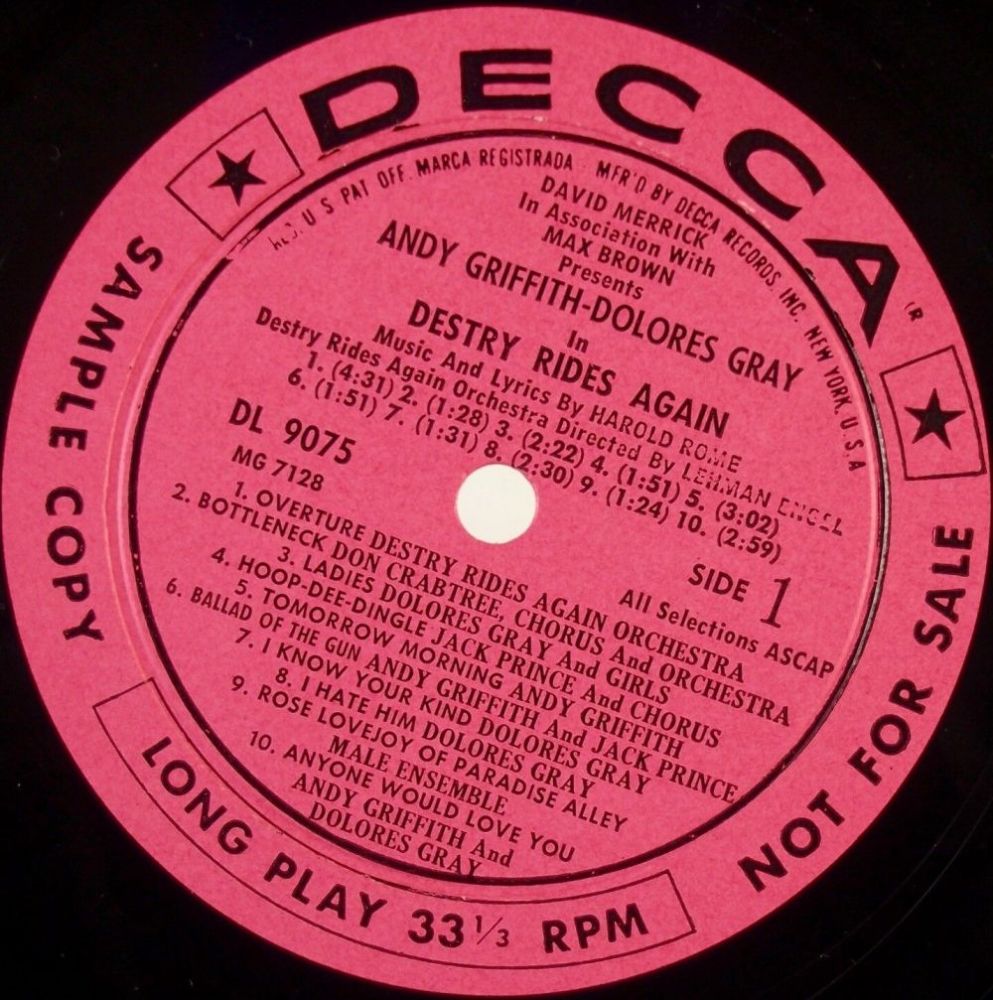 DECCA
®
REG. U S PAT OFF. MARCA REGISTRADA · MFR'D BY DECCA RECORDS, INC. NEW YORK, U.S.A
DAVID MERRICK
In Association With
MAX BROWN
Presents
ANDY GRIFFITH-DOLORES GRAY
In
DESTRY RIDES AGAIN
Music And Lyrics By HAROLD ROME
Destry Rides Again Orchestra Directed By LEHMAN ENGEL
1. (4:31) 2. (1:28) 3. (2:22) 4. (1:51) 5. (3:02)
6. (1:51) 7. (1:31) 8. (2:30) 9. (1:24) 10. (2:59)
DL 9075
SIDE 1
MG 7128
All Selections ASCAP
1. OVERTURE DESTRY RIDES AGAIN ORCHESTRA
2. BOTTLENECK DON CRABTREE, CHORUS And ORCHESTRA
3. LADIES DOLORES GRAY And GIRLS
4. HOOP-DEE-DINGLE JACK PRINCE And CHORUS
5. TOMORROW MORNING ANDY GRIFFITH
6. BALLAD OF THE GUN ANDY GRIFFITH And JACK PRINCE
7. I KNOW YOUR KIND DOLORES GRAY
8. I HATE HIM DOLORES GRAY
9. ROSE LOVEJOY OF PARADISE ALLEY
MALE ENSEMBLE
10. ANYONE WOULD LOVE YOU
ANDY GRIFFITH And
DOLORES GRAY
SAMPLE COPY
NOT FOR SALE
LONG PLAY 33⅓ RPM